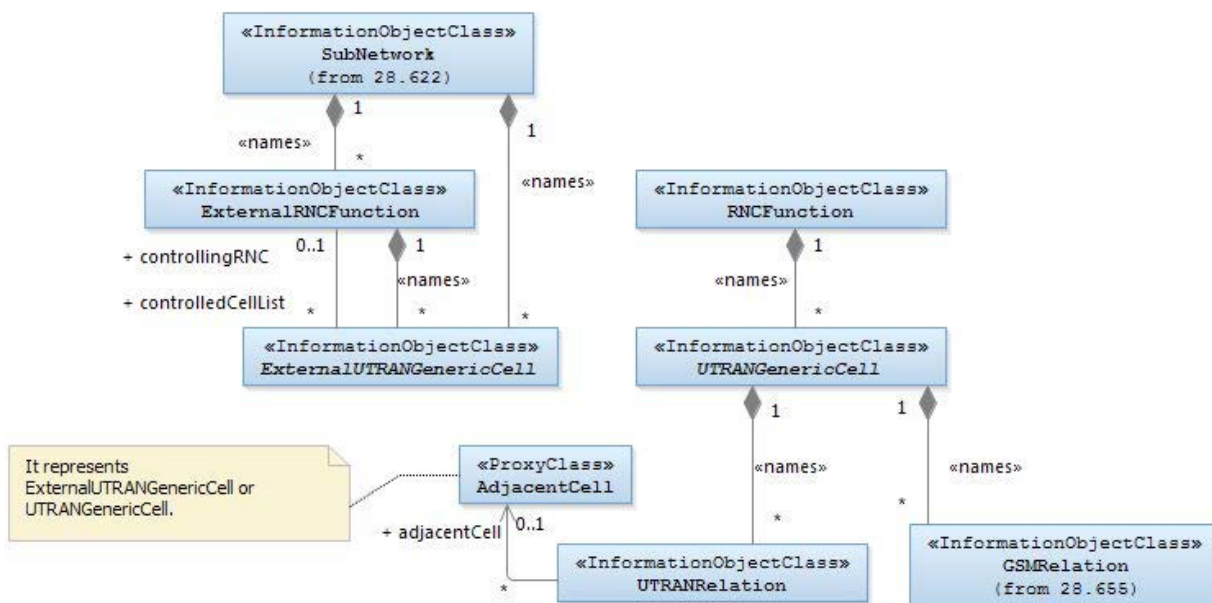 «InformationObjectClass»
SubNetwork
(from 28.622)
1
1
«names»
*
«names»
«InformationObjectClass»
ExternalRNCFunction
«InformationObjectClass»
RNCFunction
0..1
1
1
+ controllingRNC
«names»
«names»
+ controlledCellList
*
*
*
*
«InformationObjectClass»
ExternalUTRANGenericCell
«InformationObjectClass»
UTRANGenericCell
1
1
It represents
ExternalUTRANGenericCell or
UTRANGenericCell.
«ProxyClass»
AdjacentCell
«names»
«names»
+ adjacentCell
0..1
*
*
*
«InformationObjectClass»
UTRANRelation
«InformationObjectClass»
GSMRelation
(from 28.655)